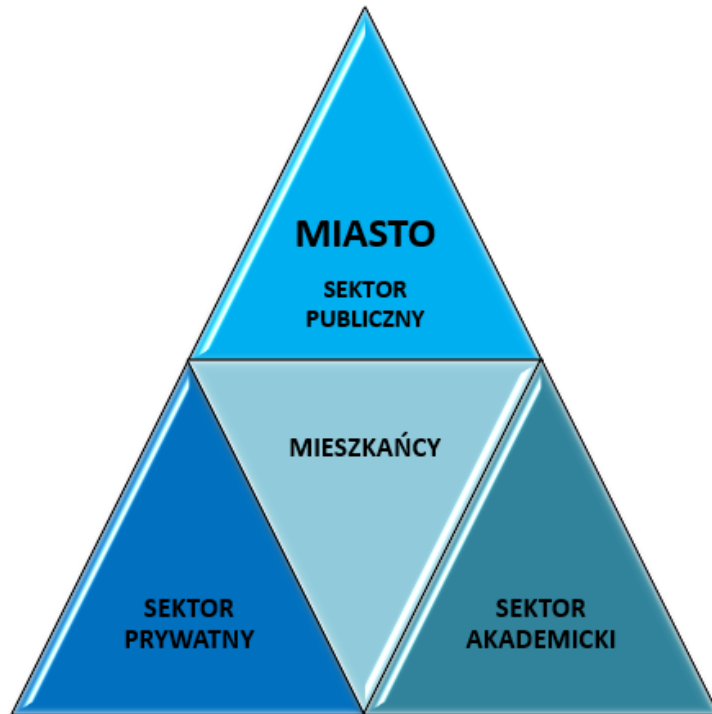 MIASTO
SEKTOR
PUBLICZNY
MIESZKAŃCY
SEKTOR
PRYWATNY
SEKTOR
AKADEMICKI